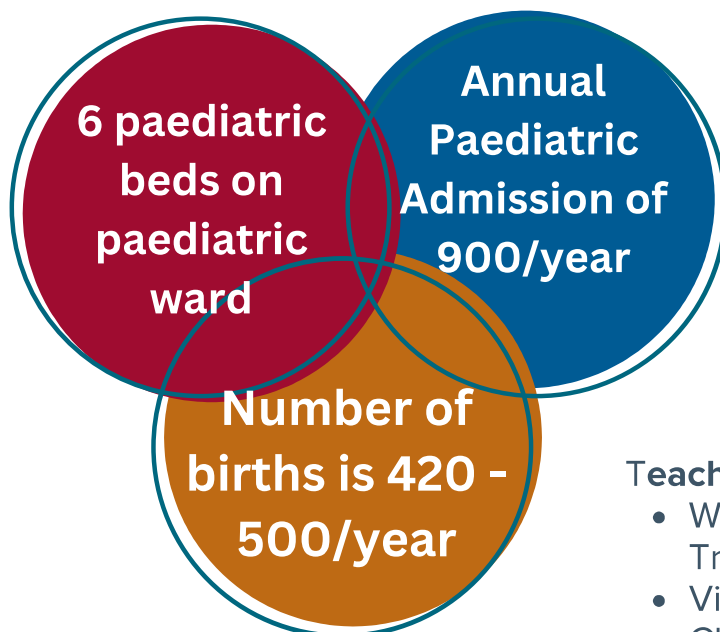 6 paediatric
beds on
paediatric
ward
Annual
Paediatric
Admission of
900/year
Number of
births is 420 -
500/year